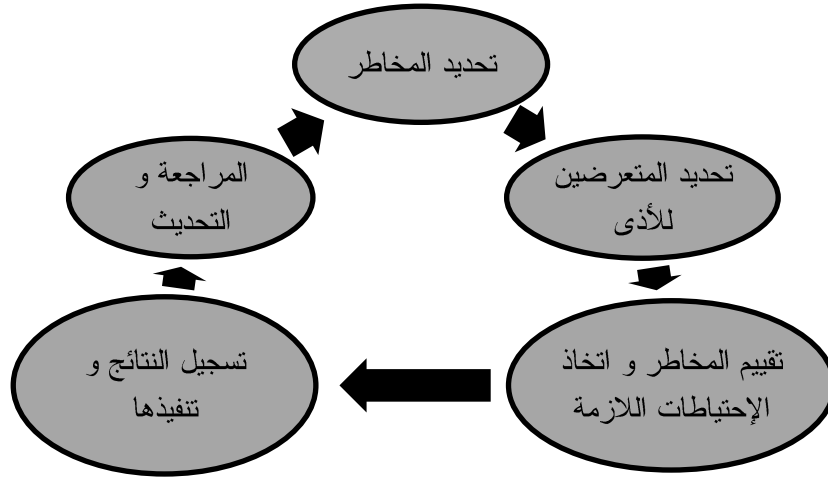 تحديد المخاطر
تحديد المتعرضين
للأذى
تقييم المخاطر و اتخاذ
الإحتياطات اللازمة
تسجيل النتائج و
تنفيذها
المراجعة و
التحديث